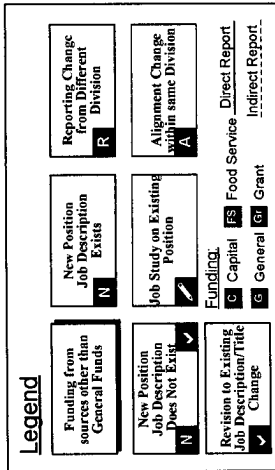 Legend
Funding from
sources other than
General Funds
New Position
Job Description
Exists
N
Reporting Change
from Different
Division
R
New Position
Job Description
Does Not Exist
N ✓
Job Study on Existing
Position
Alignment Change
within same Division
A
Revision to Existing
Job Description/Title
Change
✓
Funding:
C Capital FS Food Service Direct Report
G General Gr Grant Indirect Report